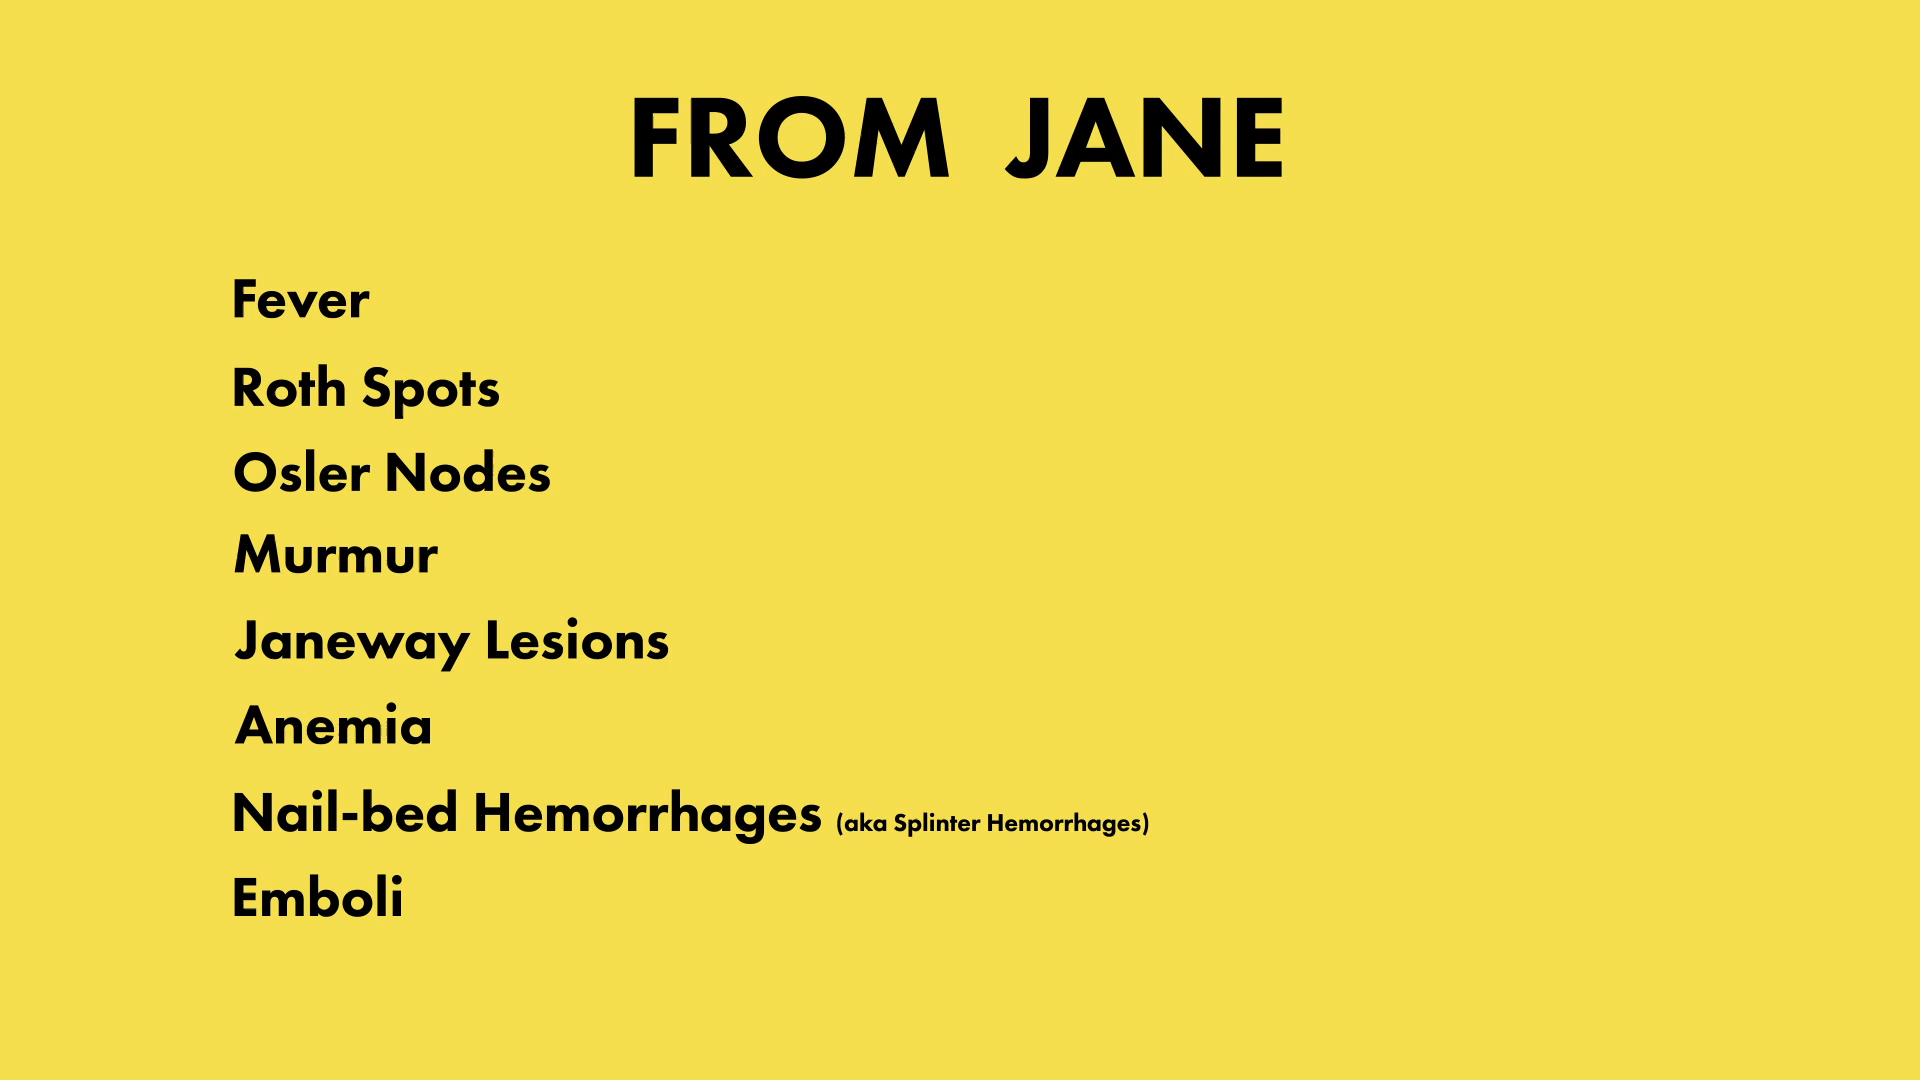 FROM JANE
Fever
Roth Spots
Osler Nodes
Murmur
Janeway Lesions
Anemia
Nail-bed Hemorrhages (aka Splinter Hemorrhages)
Emboli